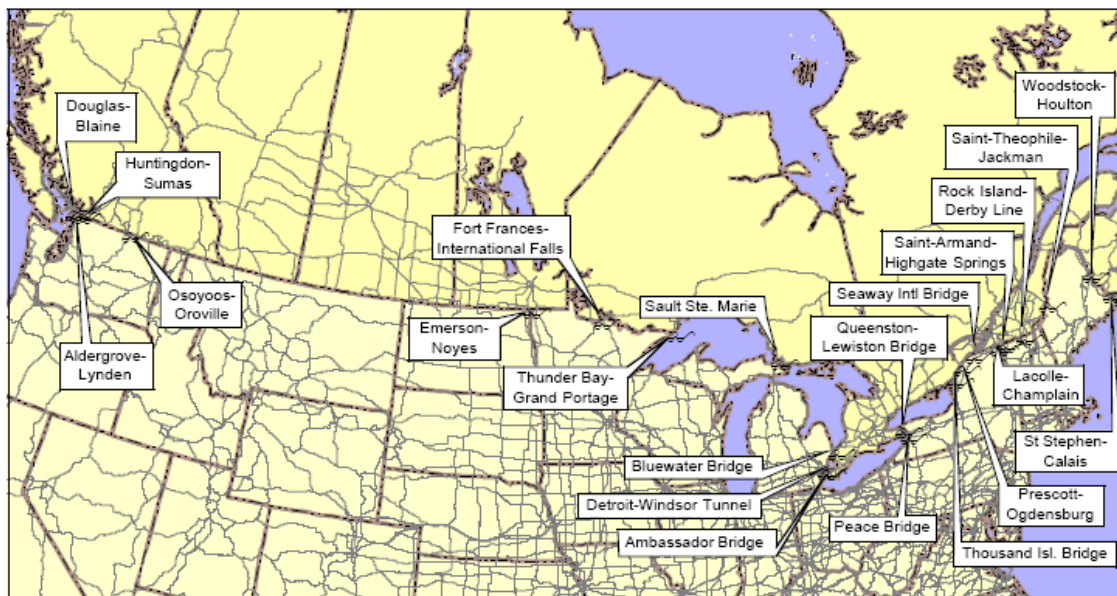 Douglas-
Blaine
Huntingdon-
Sumas
Osoyoos-
Oroville
Aldergrove-
Lynden
Emerson-
Noyes
Fort Frances-
International Falls
Thunder Bay-
Grand Portage
Sault Ste. Marie
Bluewater Bridge
Detroit-Windsor Tunnel
Ambassador Bridge
Woodstock-
Houlton
Saint-Theophile-
Jackman
Rock Island-
Derby Line
Saint-Armand-
Highgate Springs
Seaway Intl Bridge
Queenston-
Lewiston Bridge
Lacolle-
Champlain
St Stephen-
Calais
Prescott-
Ogdensburg
Peace Bridge
Thousand Isl. Bridge